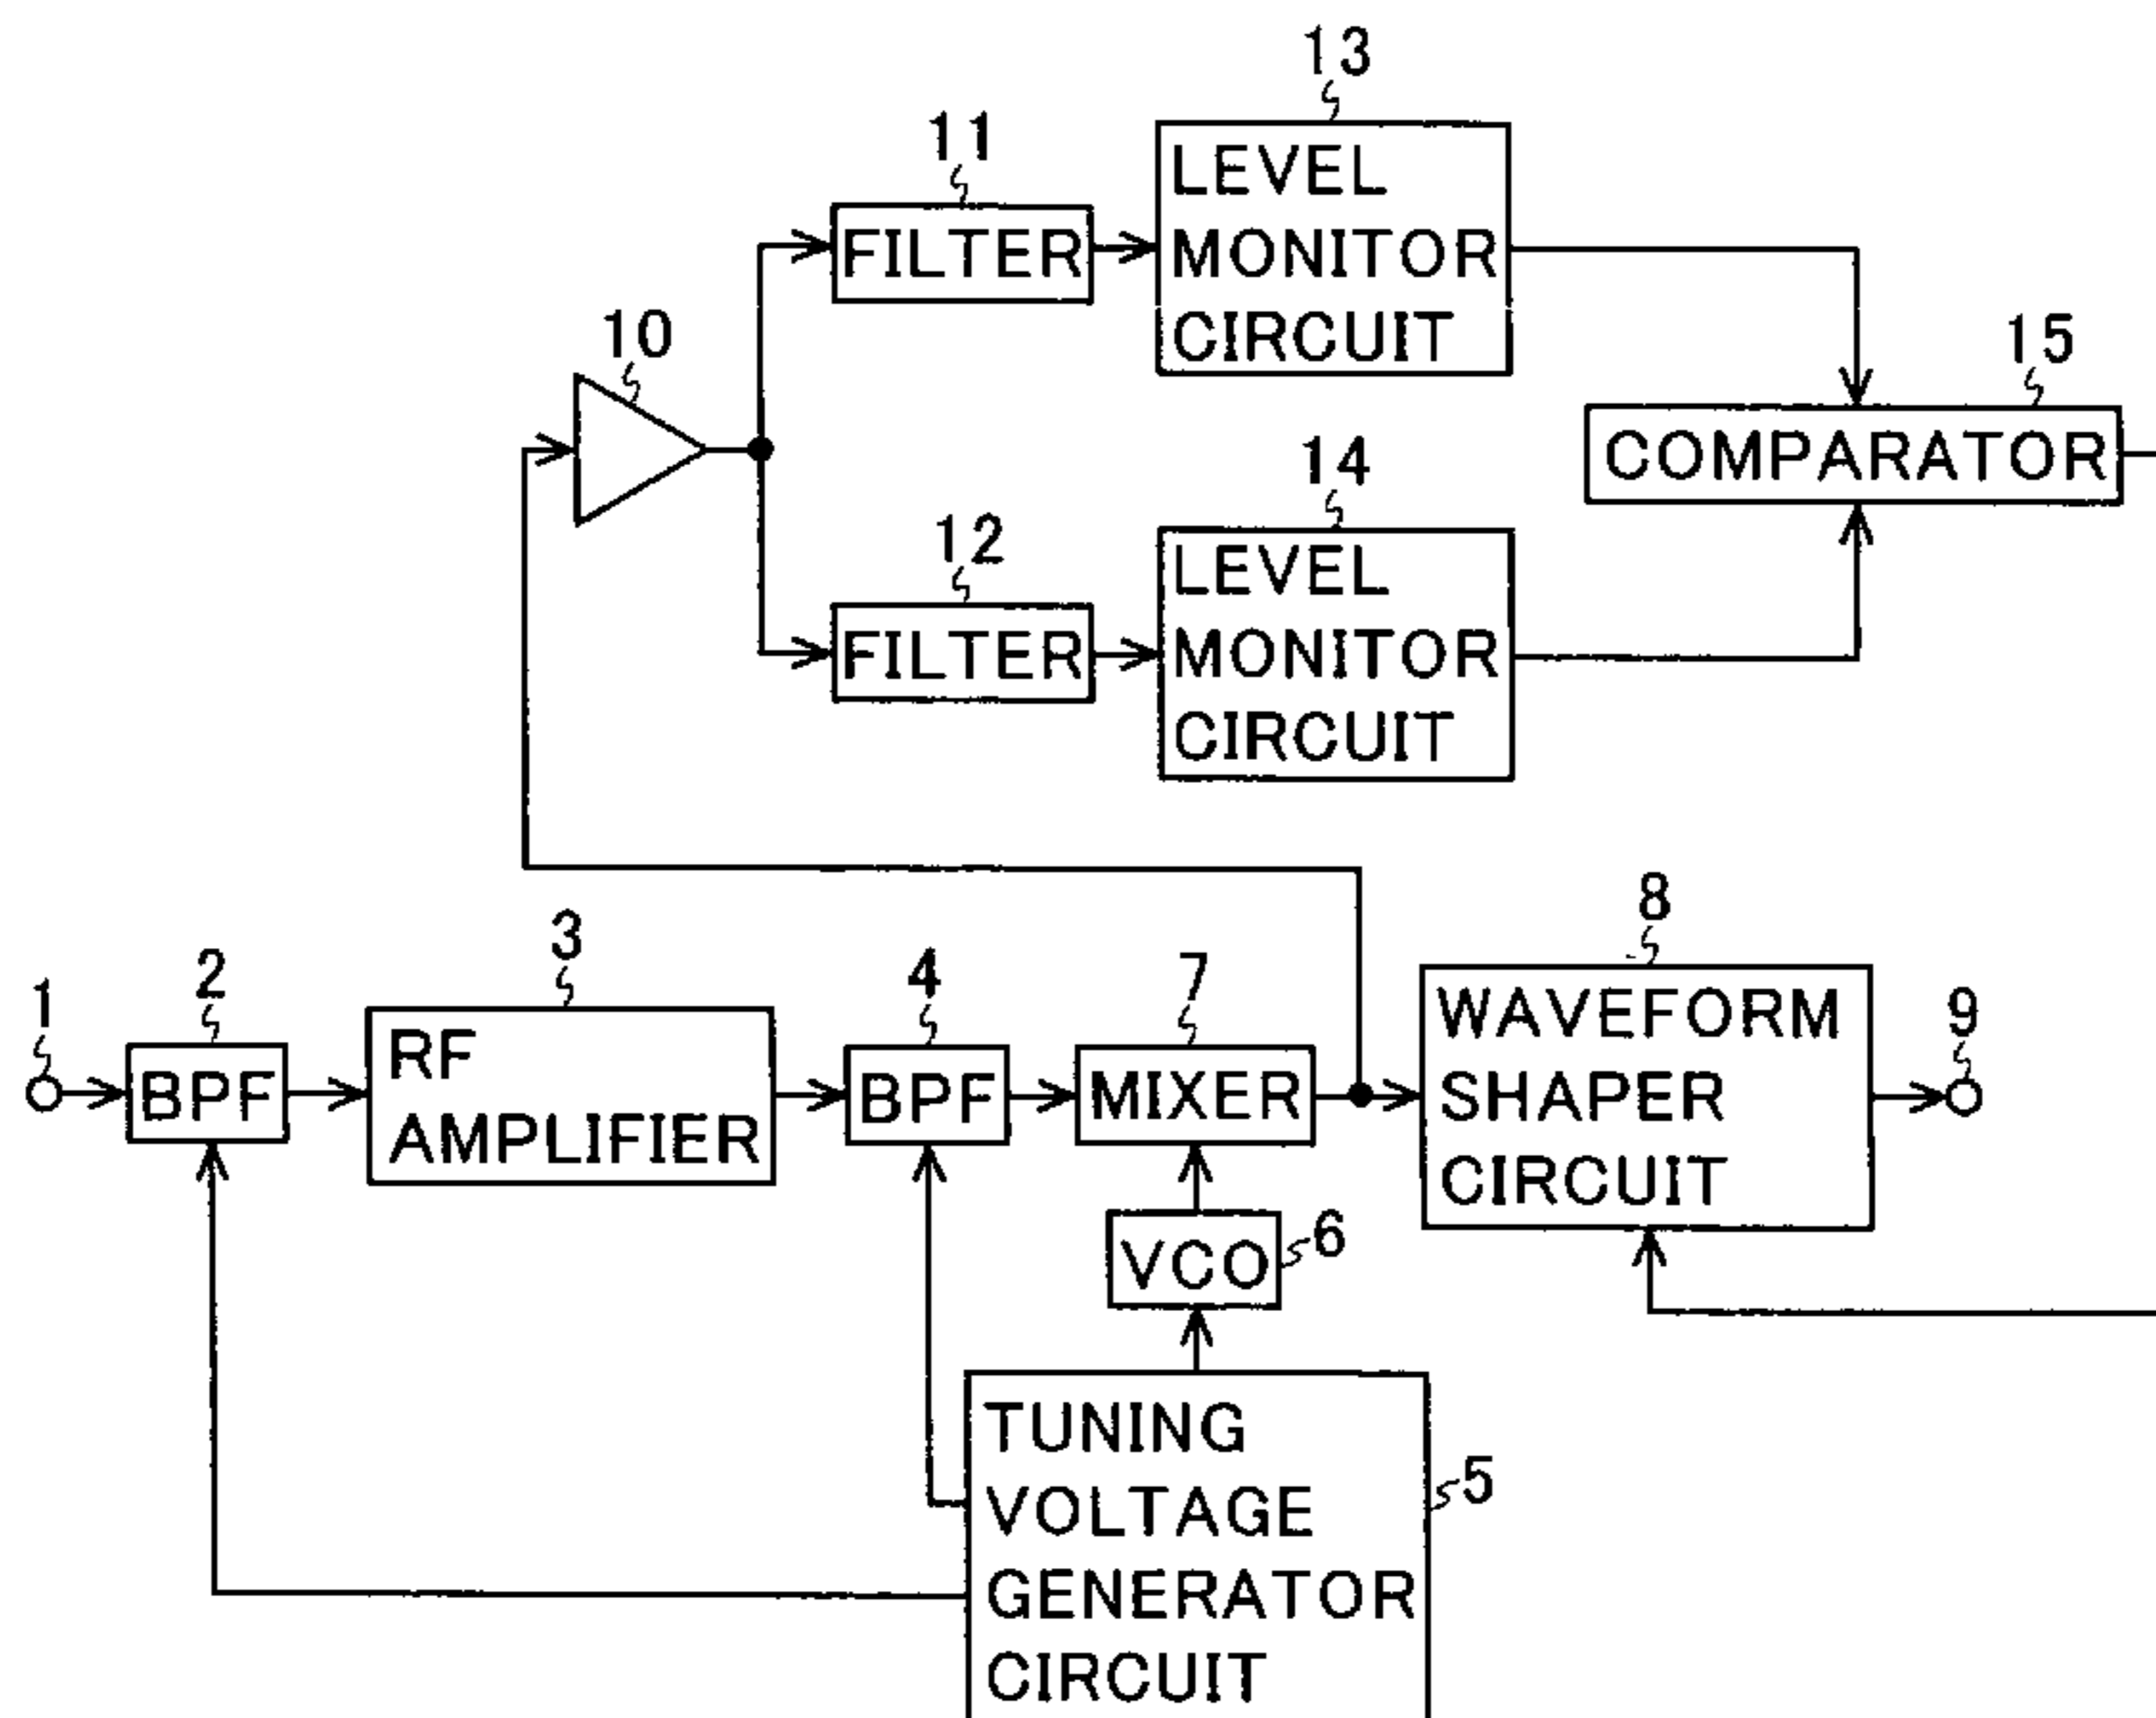 13
11
LEVEL
MONITOR
CIRCUIT
FILTER
10
15
COMPARATOR
14
12
LEVEL
MONITOR
CIRCUIT
FILTER
8
3
2
4
7
1
9
RF
AMPLIFIER
BPF
BPF
MIXER
WAVEFORM
SHAPER
CIRCUIT
6
VCO
TUNING
VOLTAGE
GENERATOR
CIRCUIT
5